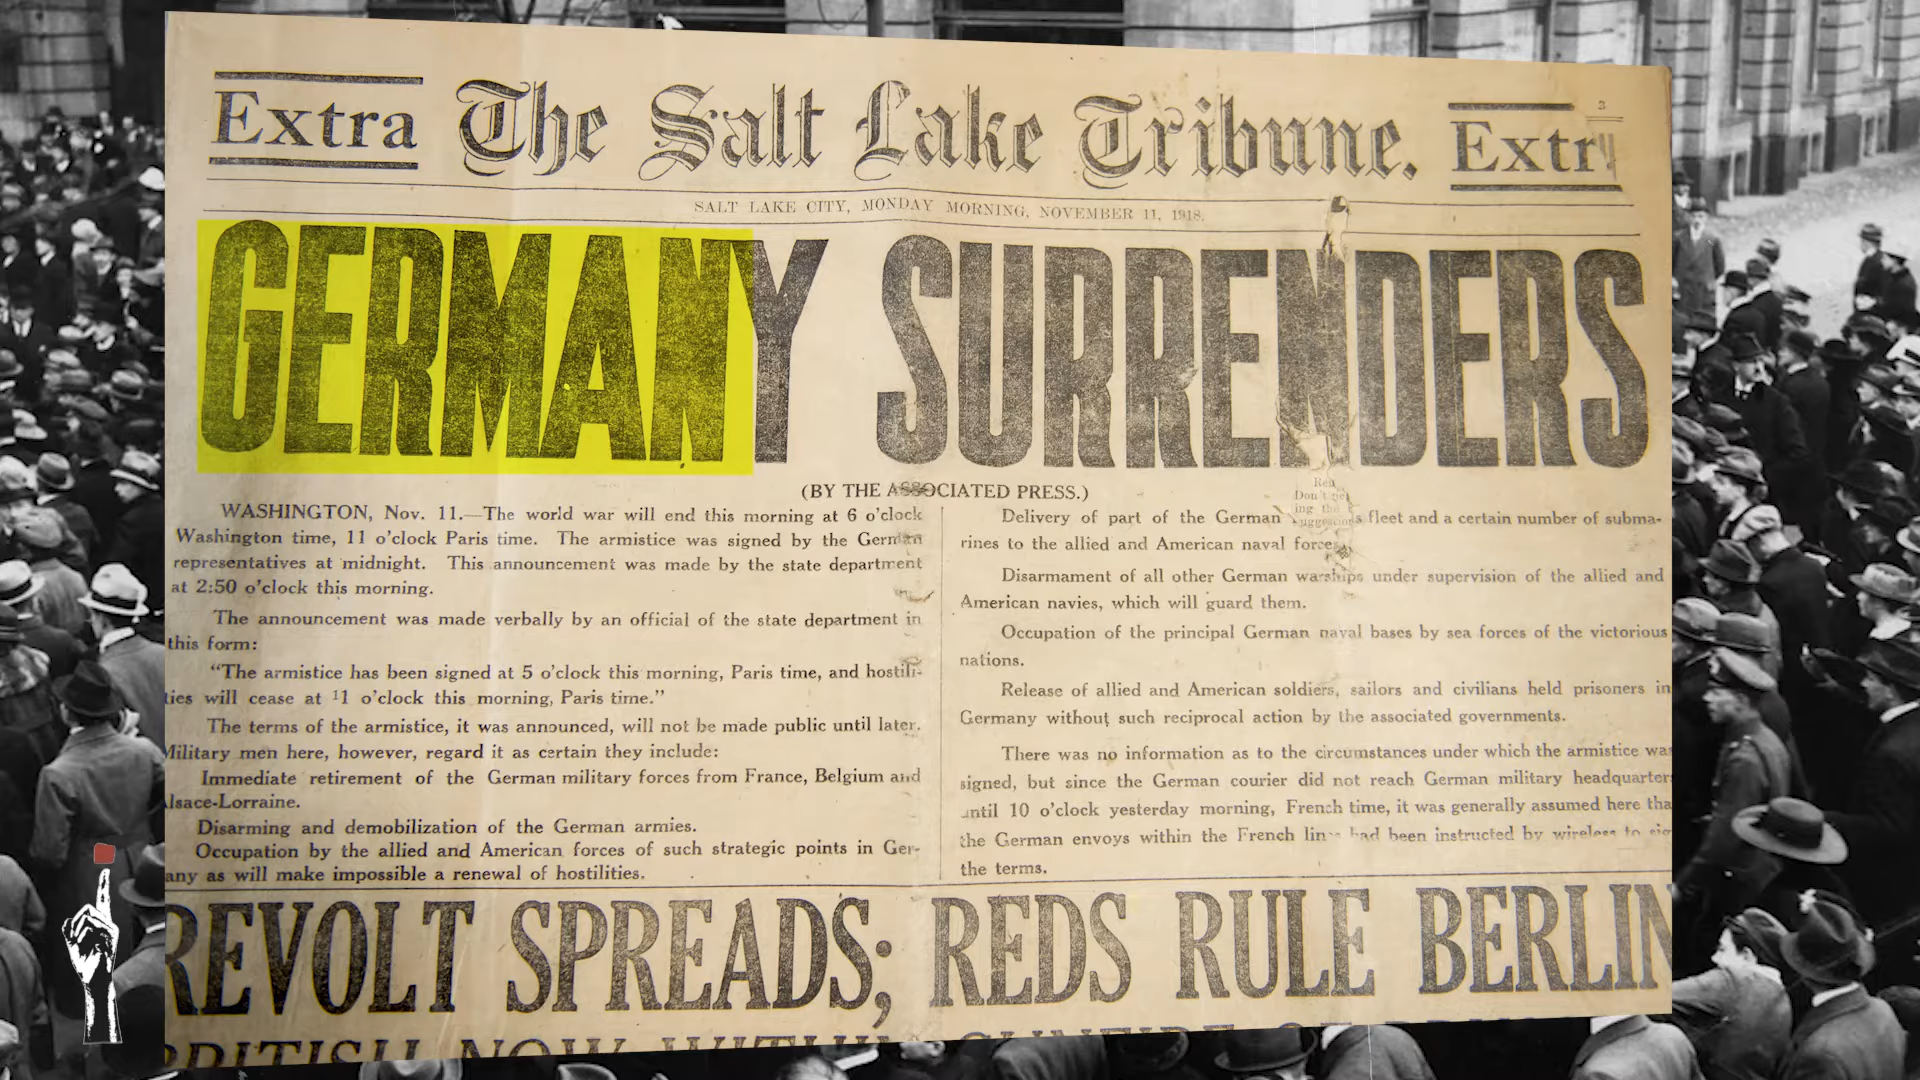 Extra The Salt Lake Tribune. Extr
3
SALT LAKE CITY, MONDAY MORNING, NOVEMBER 11, 1918.
GERMANY SURRENDERS
(BY THE ASSOCIATED PRESS.)
WASHINGTON, Nov. 11.—The world war will end this morning at 6 o'clock
Washington time, 11 o'clock Paris time. The armistice was signed by the German
representatives at midnight. This announcement was made by the state department
at 2:50 o'clock this morning.
The announcement was made verbally by an official of the state department in
this form:
“The armistice has been signed at 5 o'clock this morning, Paris time, and hostili-
ties will cease at 11 o'clock this morning, Paris time.”
The terms of the armistice, it was announced, will not be made public until later.
Military men here, however, regard it as certain they include:
Immediate retirement of the German military forces from France, Belgium and
lsace-Lorraine.
Disarming and demobilization of the German armies.
Occupation by the allied and American forces of such strategic points in Ger-
any as will make impossible a renewal of hostilities.
Delivery of part of the German fleet and a certain number of subma-
rines to the allied and American naval forces.
Disarmament of all other German warships under supervision of the allied and
American navies, which will guard them.
Occupation of the principal German naval bases by sea forces of the victorious
nations.
Release of allied and American soldiers, sailors and civilians held prisoners in
Germany without such reciprocal action by the associated governments.
There was no information as to the circumstances under which the armistice was
signed, but since the German courier did not reach German military headquarters
until 10 o'clock yesterday morning, French time, it was generally assumed here tha
the German envoys within the French lines had been instructed by wireless to sig
the terms.
REVOLT SPREADS; REDS RULE BERLIN
BRITISH NOW WITHIN